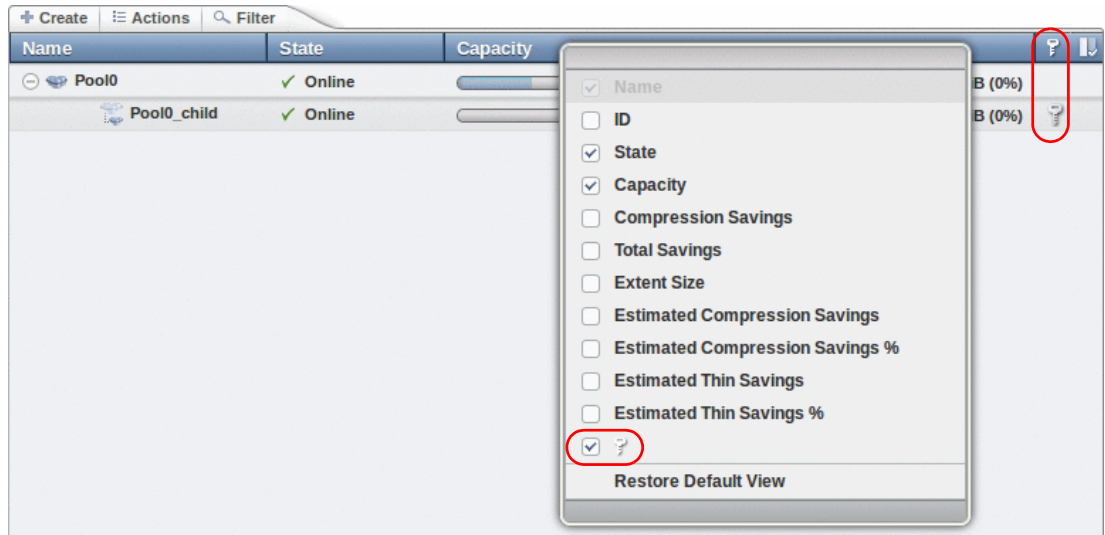 Create Actions Filter
Name State Capacity
Pool0 Online B (0%)
Pool0_child Online B (0%)
Name
ID
State
Capacity
Compression Savings
Total Savings
Extent Size
Estimated Compression Savings
Estimated Compression Savings %
Estimated Thin Savings
Estimated Thin Savings %
Restore Default View